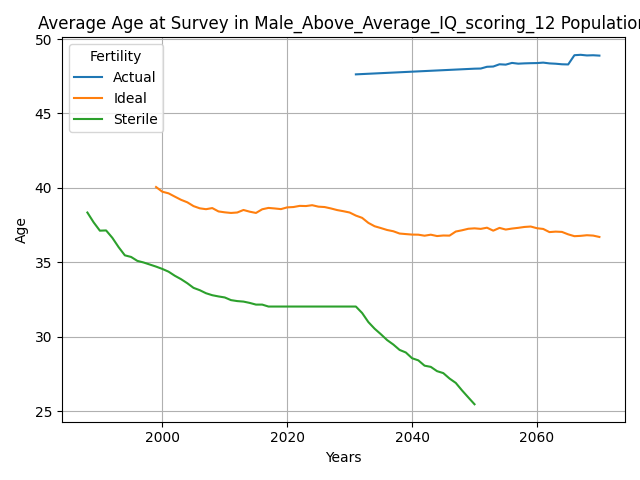 Average Age at Survey in Male_Above_Average_IQ_scoring_12 Population
50
45
40
35
30
25
Age
Fertility
Actual
Ideal
Sterile
2000
2020
2040
2060
Years